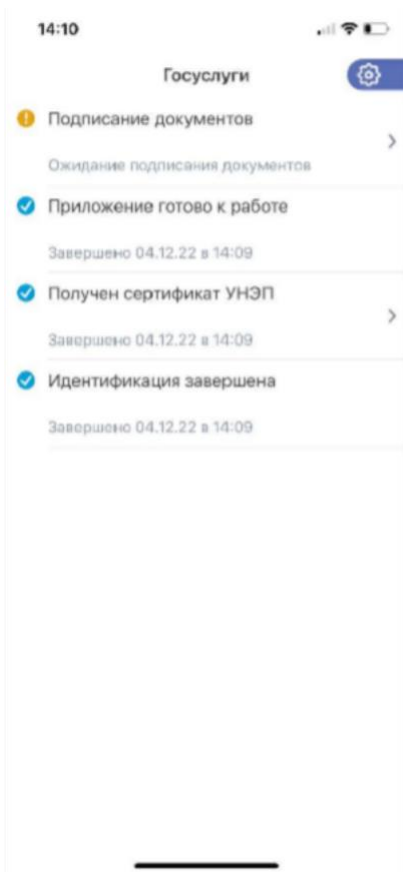 14:10
Госуслуги
Подписание документов
Ожидание подписания документов
Приложение готово к работе
Завершено 04.12.22 в 14:09
Получен сертификат УНЭП
Завершено 04.12.22 в 14:09
Идентификация завершена
Завершено 04.12.22 в 14:09